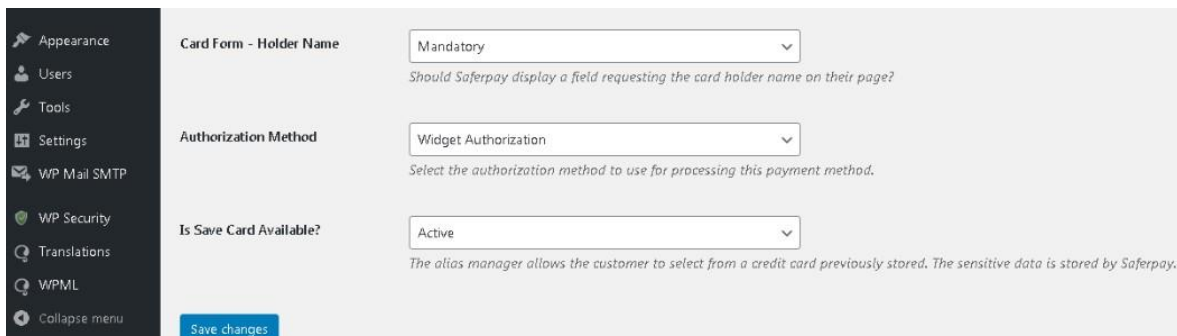 Appearance
Users
Tools
Settings
WP Mail SMTP
WP Security
Translations
WPML
Collapse menu
Card Form - Holder Name
Mandatory
Should Saferpay display a field requesting the card holder name on their page?
Authorization Method
Widget Authorization
Select the authorization method to use for processing this payment method.
Is Save Card Available?
Active
The alias manager allows the customer to select from a credit card previously stored. The sensitive data is stored by Saferpay.
Save changes